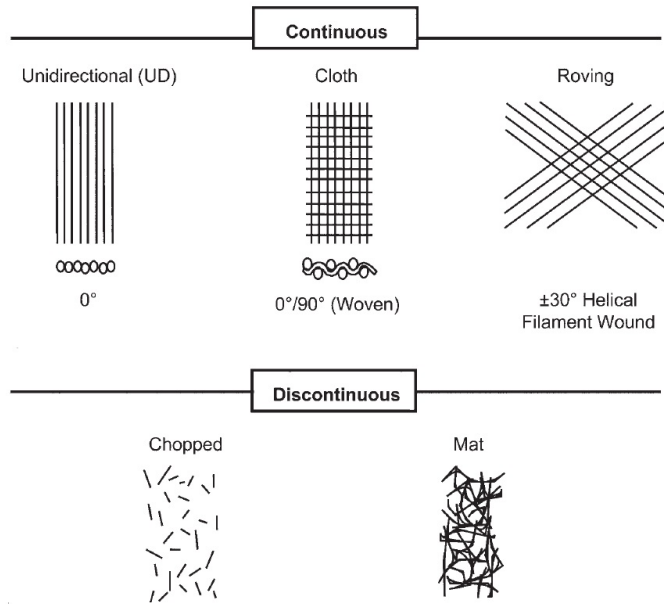 Continuous
Unidirectional (UD)
Cloth
Roving
0°
0°/90° (Woven)
±30° Helical
Filament Wound
Discontinuous
Chopped
Mat